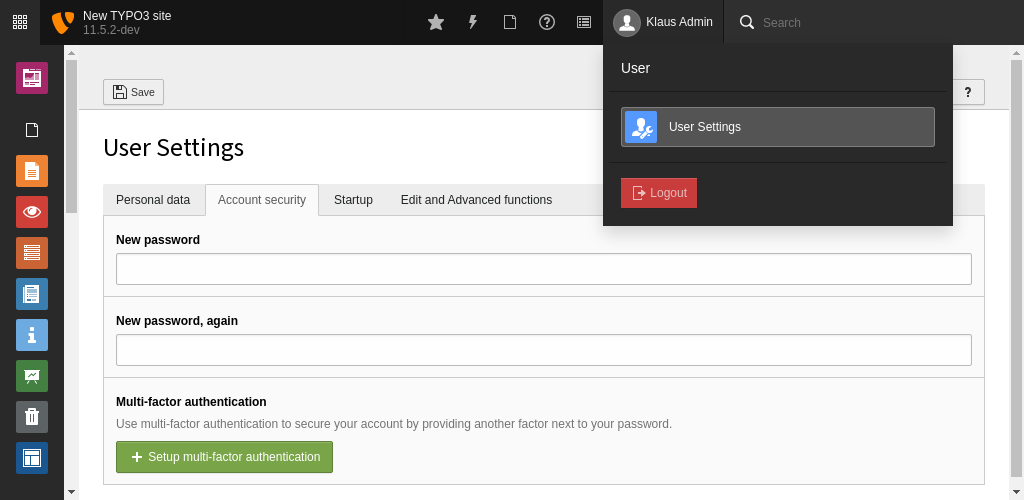 New TYPO3 site
11.5.2-dev
Klaus Admin
Search
User
User Settings
Logout
Save
?
User Settings
Personal data
Account security
Startup
Edit and Advanced functions
New password
New password, again
Multi-factor authentication
Use multi-factor authentication to secure your account by providing another factor next to your password.
Setup multi-factor authentication